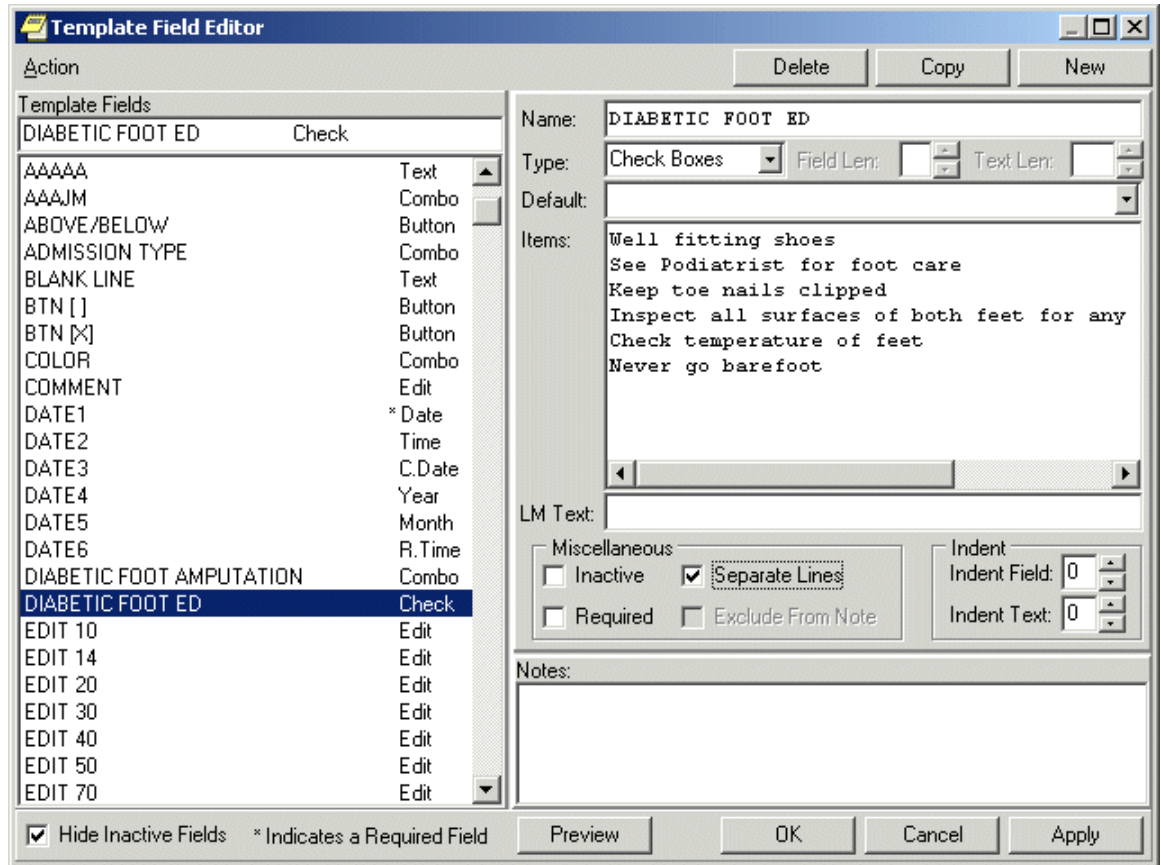 Template Field Editor
Action Delete Copy New
Template Fields
DIABETIC FOOT ED Check
AAAAA Text
AAAJM Combo
ABOVE/BELOW Button
ADMISSION TYPE Combo
BLANK LINE Text
BTN [ ] Button
BTN [X] Button
COLOR Combo
COMMENT Edit
DATE1 * Date
DATE2 Time
DATE3 C.Date
DATE4 Year
DATE5 Month
DATE6 R.Time
DIABETIC FOOT AMPUTATION Combo
DIABETIC FOOT ED Check
EDIT 10 Edit
EDIT 14 Edit
EDIT 20 Edit
EDIT 30 Edit
EDIT 40 Edit
EDIT 50 Edit
EDIT 70 Edit
Name: DIABETIC FOOT ED
Type: Check Boxes Field Len: Text Len:
Default:
Items: Well fitting shoes
See Podiatrist for foot care
Keep toe nails clipped
Inspect all surfaces of both feet for any
Check temperature of feet
Never go barefoot
LM Text:
Miscellaneous
Inactive Separate Lines
Required Exclude From Note
Indent
Indent Field: 0
Indent Text: 0
Notes:
Hide Inactive Fields * Indicates a Required Field Preview OK Cancel Apply